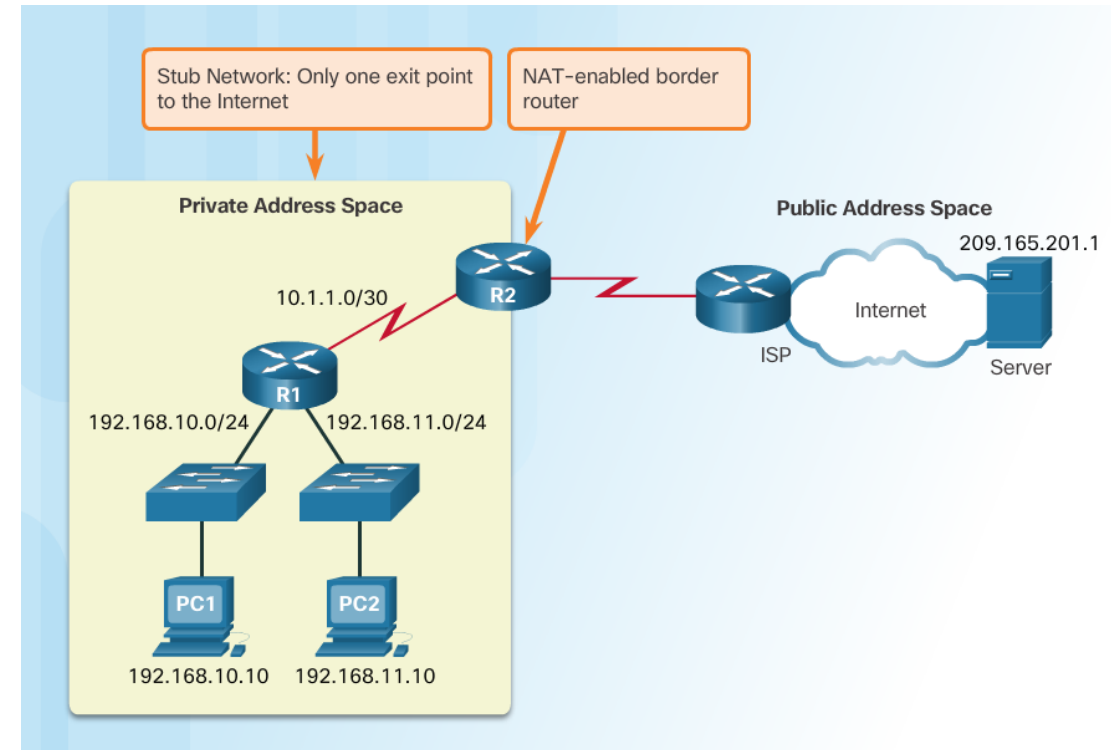 Stub Network: Only one exit point
to the Internet
NAT-enabled border
router
Private Address Space
Public Address Space
209.165.201.1
10.1.1.0/30
R2
Internet
ISP
Server
R1
192.168.10.0/24
192.168.11.0/24
PC1
PC2
192.168.10.10
192.168.11.10